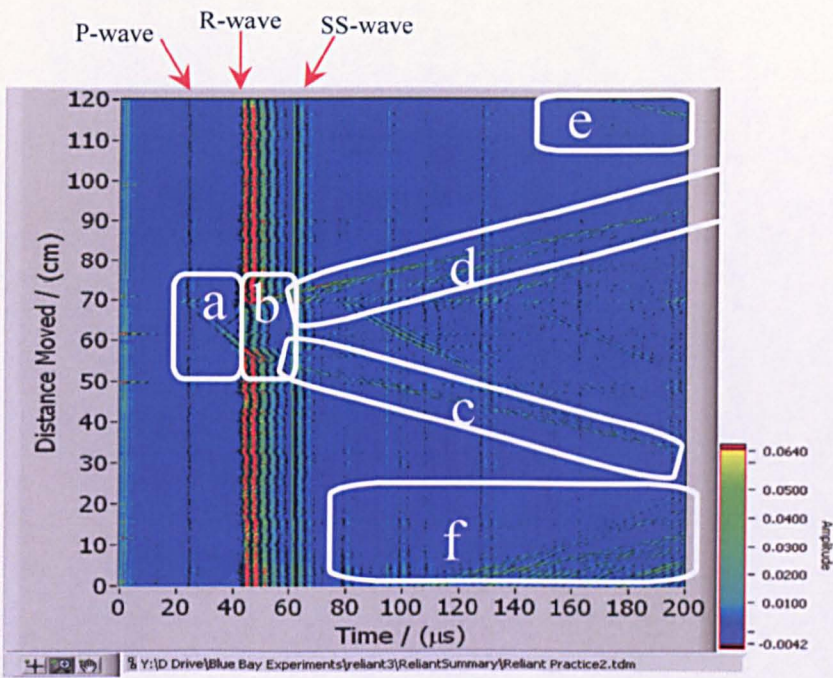 P-wave
R-wave
SS-wave
120
110
100
90
80
70
60
50
40
30
20
10
0
Distance Moved / (cm)
a
b
c
d
e
f
0 20 40 60 80 100 120 140 160 180 200
Time / (μs)
0.0640
0.0500
0.0400
0.0300
0.0200
0.0100
-0.0042
Amplitude
Y:\D Drive\Blue Bay Experiments\reliant3\ReliantSummary\Reliant Practice2.tdm